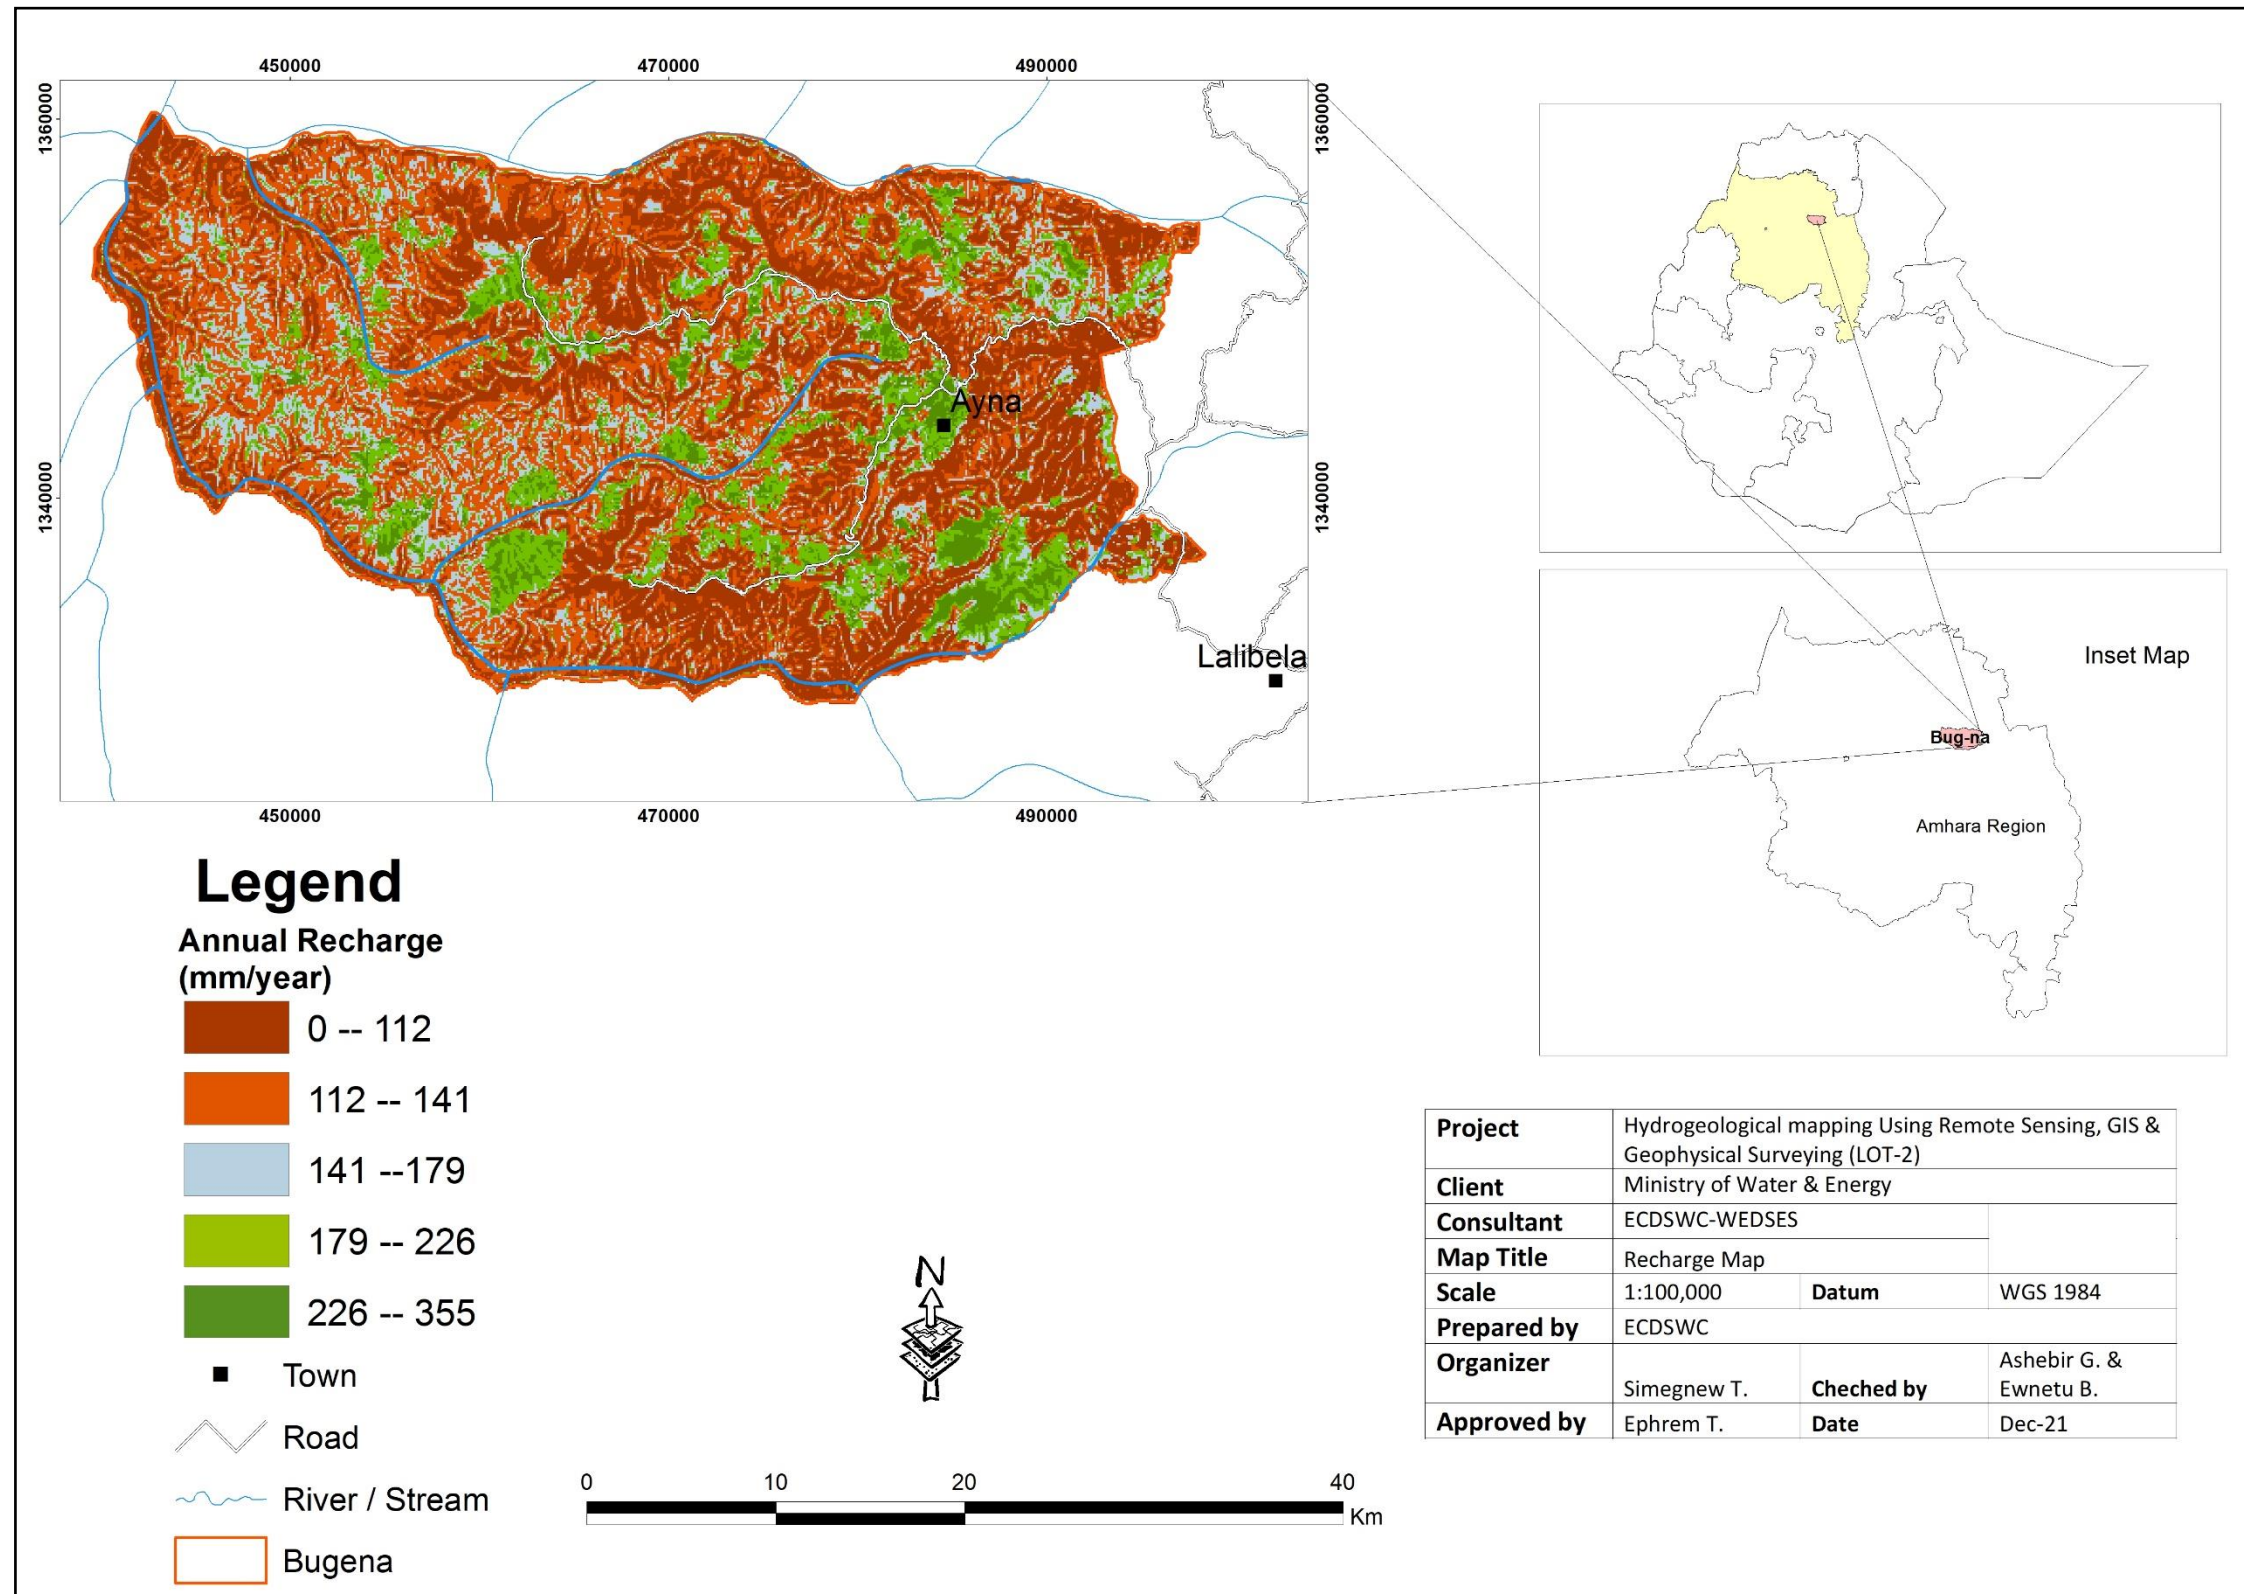 450000
470000
490000
1360000
1360000
1340000
1340000
Ayna
Lalibela
450000
470000
490000
Inset Map
Bug-na
Amhara Region
Legend
Annual Recharge
(mm/year)
0 -- 112
112 -- 141
141 --179
179 -- 226
226 -- 355
Town
Road
River / Stream
Bugena
N
0 10 20 40
Km
Project Hydrogeological mapping Using Remote Sensing, GIS &
Geophysical Surveying (LOT-2)
Client Ministry of Water & Energy
Consultant ECDSWC-WEDSES
Map Title Recharge Map
Scale 1:100,000 Datum WGS 1984
Prepared by ECDSWC
Organizer Simegnew T. Cheched by Ashebir G. &
Ewnetu B.
Approved by Ephrem T. Date Dec-21